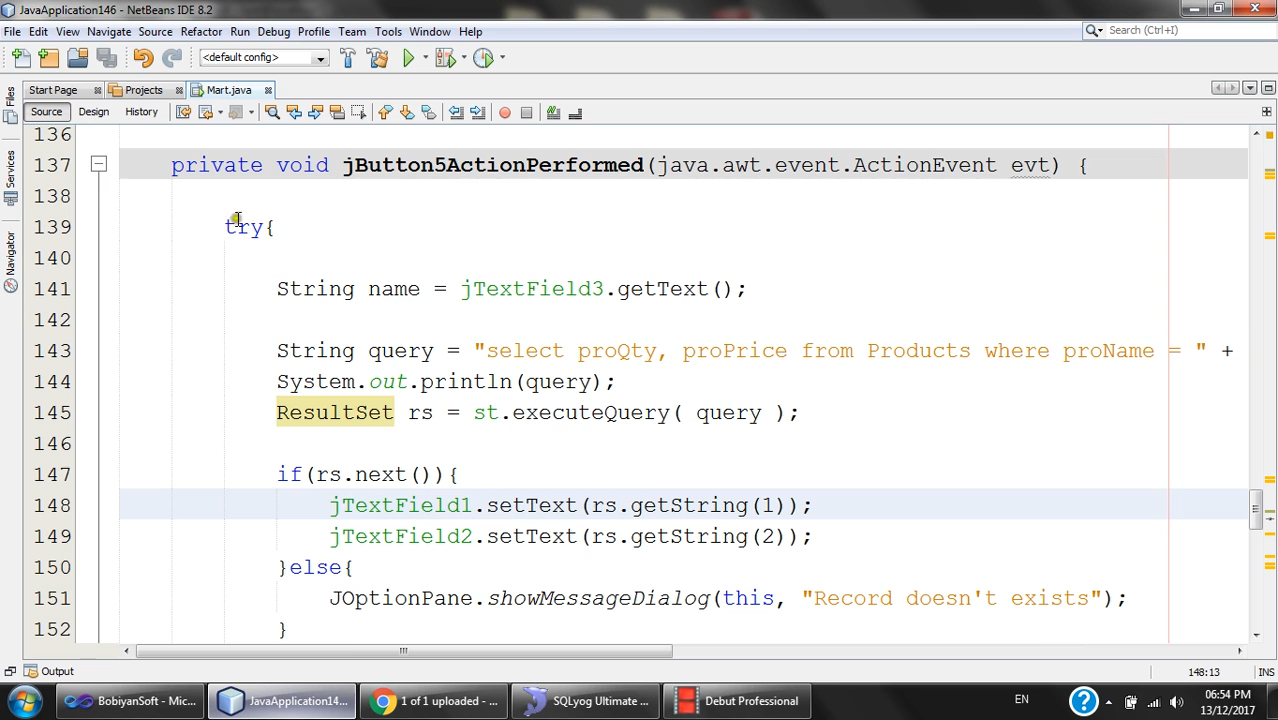 JavaApplication146 - NetBeans IDE 8.2
File Edit View Navigate Source Refactor Run Debug Profile Team Tools Window Help
Search (Ctrl+I)
<default config>
Start Page Projects Mart.java
Source Design History
Files
Services
Navigator
136
137 private void jButton5ActionPerformed(java.awt.event.ActionEvent evt) {
138
139 try{
140
141 String name = jTextField3.getText();
142
143 String query = "select proQty, proPrice from Products where proName = " +
144 System.out.println(query);
145 ResultSet rs = st.executeQuery( query );
146
147 if(rs.next()){
148 jTextField1.setText(rs.getString(1));
149 jTextField2.setText(rs.getString(2));
150 }else{
151 JOptionPane.showMessageDialog(this, "Record doesn't exists");
152 }
Output
148:13 INS
BobiyanSoft - Mic... JavaApplication14... 1 of 1 uploaded - ... SQLyog Ultimate ... Debut Professional
EN
06:54 PM
13/12/2017